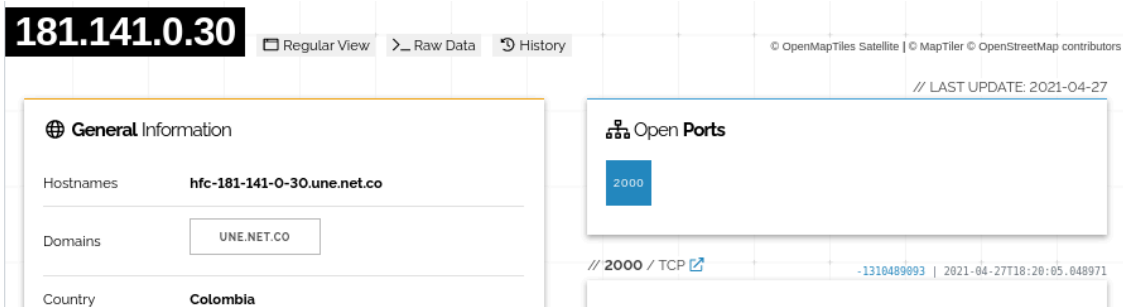 181.141.0.30
Regular View
Raw Data
History
© OpenMapTiles Satellite | © MapTiler © OpenStreetMap contributors
// LAST UPDATE: 2021-04-27
General Information
Hostnames
hfc-181-141-0-30.une.net.co
Domains
UNE.NET.CO
Country
Colombia
Open Ports
2000
// 2000 / TCP
-1310489093 | 2021-04-27T18:20:05.048971